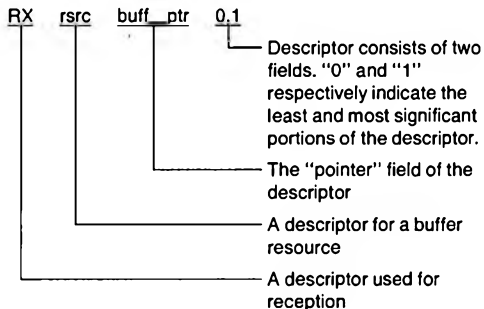 RX rsrc buff_ptr 0.1
Descriptor consists of two
fields. "0" and "1"
respectively indicate the
least and most significant
portions of the descriptor.
The "pointer" field of the
descriptor
A descriptor for a buffer
resource
A descriptor used for
reception